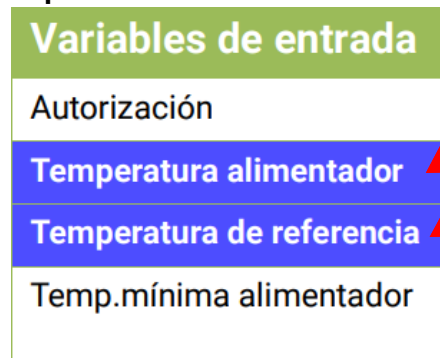 Variables de entrada
Autorización
Temperatura alimentador
Temperatura de referencia
Temp.mínima alimentador